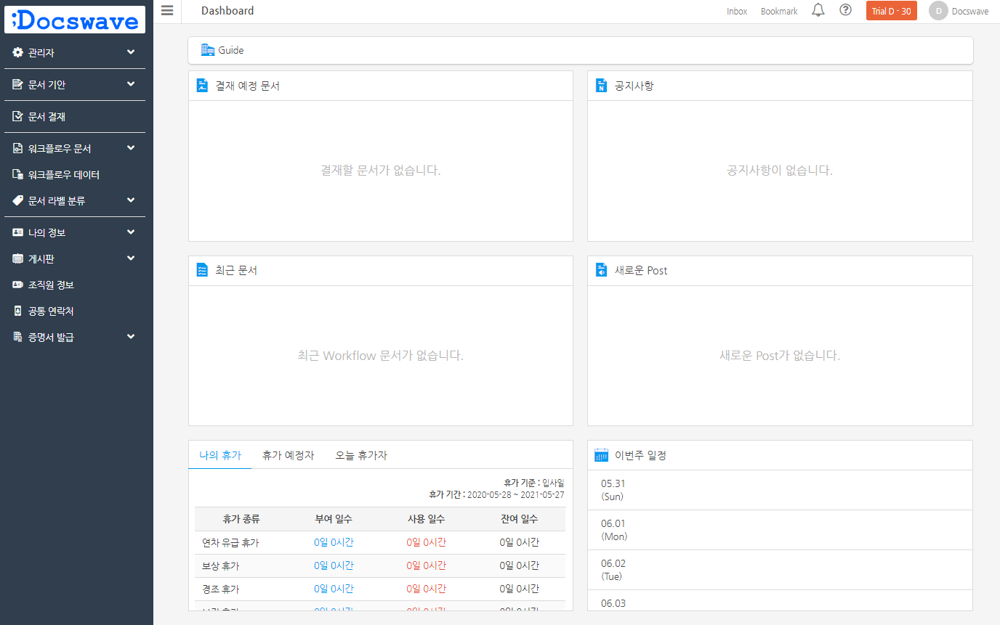 Docswave
관리자
문서 기안
문서 결재
워크플로우 문서
워크플로우 데이터
문서 라벨 분류
나의 정보
게시판
조직원 정보
공통 연락처
증명서 발급
Dashboard
Inbox Bookmark Trial D - 30 D Docswave
Guide
결재 예정 문서
결재할 문서가 없습니다.
공지사항
공지사항이 없습니다.
최근 문서
최근 Workflow 문서가 없습니다.
새로운 Post
새로운 Post가 없습니다.
나의 휴가 휴가 예정자 오늘 휴가자
휴가 기준 : 입사일
휴가 기간 : 2020-05-28 ~ 2021-05-27
휴가 종류 부여 일수 사용 일수 잔여 일수
연차 유급 휴가 0일 0시간 0일 0시간 0일 0시간
보상 휴가 0일 0시간 0일 0시간 0일 0시간
경조 휴가 0일 0시간 0일 0시간 0일 0시간
이번주 일정
05.31
(Sun)
06.01
(Mon)
06.02
(Tue)
06.03